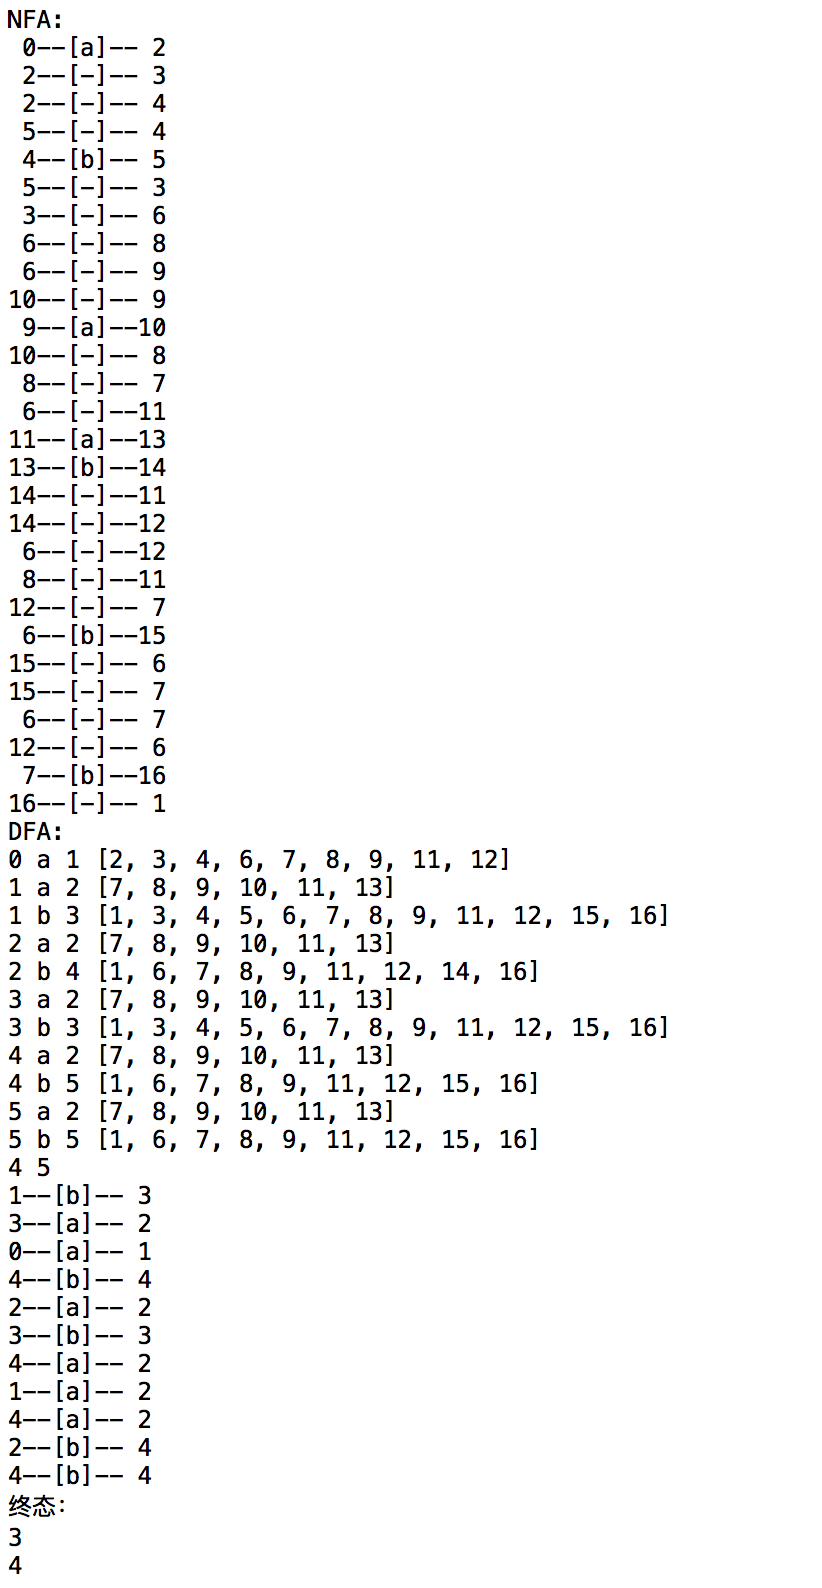 NFA:
 0--[a]-- 2
 2--[-]-- 3
 2--[-]-- 4
 5--[-]-- 4
 4--[b]-- 5
 5--[-]-- 3
 3--[-]-- 6
 6--[-]-- 8
 6--[-]-- 9
10--[-]-- 9
 9--[a]--10
10--[-]-- 8
 8--[-]-- 7
 6--[-]--11
11--[a]--13
13--[b]--14
14--[-]--11
14--[-]--12
 6--[-]--12
 8--[-]--11
12--[-]-- 7
 6--[b]--15
15--[-]-- 6
15--[-]-- 7
 6--[-]-- 7
12--[-]-- 6
 7--[b]--16
16--[-]-- 1
DFA:
0 a 1 [2, 3, 4, 6, 7, 8, 9, 11, 12]
1 a 2 [7, 8, 9, 10, 11, 13]
1 b 3 [1, 3, 4, 5, 6, 7, 8, 9, 11, 12, 15, 16]
2 a 2 [7, 8, 9, 10, 11, 13]
2 b 4 [1, 6, 7, 8, 9, 11, 12, 14, 16]
3 a 2 [7, 8, 9, 10, 11, 13]
3 b 3 [1, 3, 4, 5, 6, 7, 8, 9, 11, 12, 15, 16]
4 a 2 [7, 8, 9, 10, 11, 13]
4 b 5 [1, 6, 7, 8, 9, 11, 12, 15, 16]
5 a 2 [7, 8, 9, 10, 11, 13]
5 b 5 [1, 6, 7, 8, 9, 11, 12, 15, 16]
4 5
1--[b]-- 3
3--[a]-- 2
0--[a]-- 1
4--[b]-- 4
2--[a]-- 2
3--[b]-- 3
4--[a]-- 2
1--[a]-- 2
4--[a]-- 2
2--[b]-- 4
4--[b]-- 4
终态：
3
4